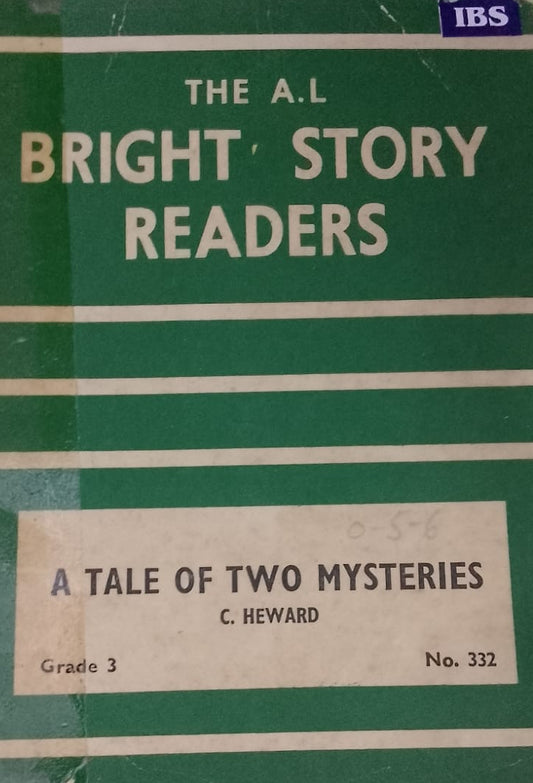 IBS
THE A.L
BRIGHT STORY
READERS
0-5-6
A TALE OF TWO MYSTERIES
C. HEWARD
Grade 3 No. 332